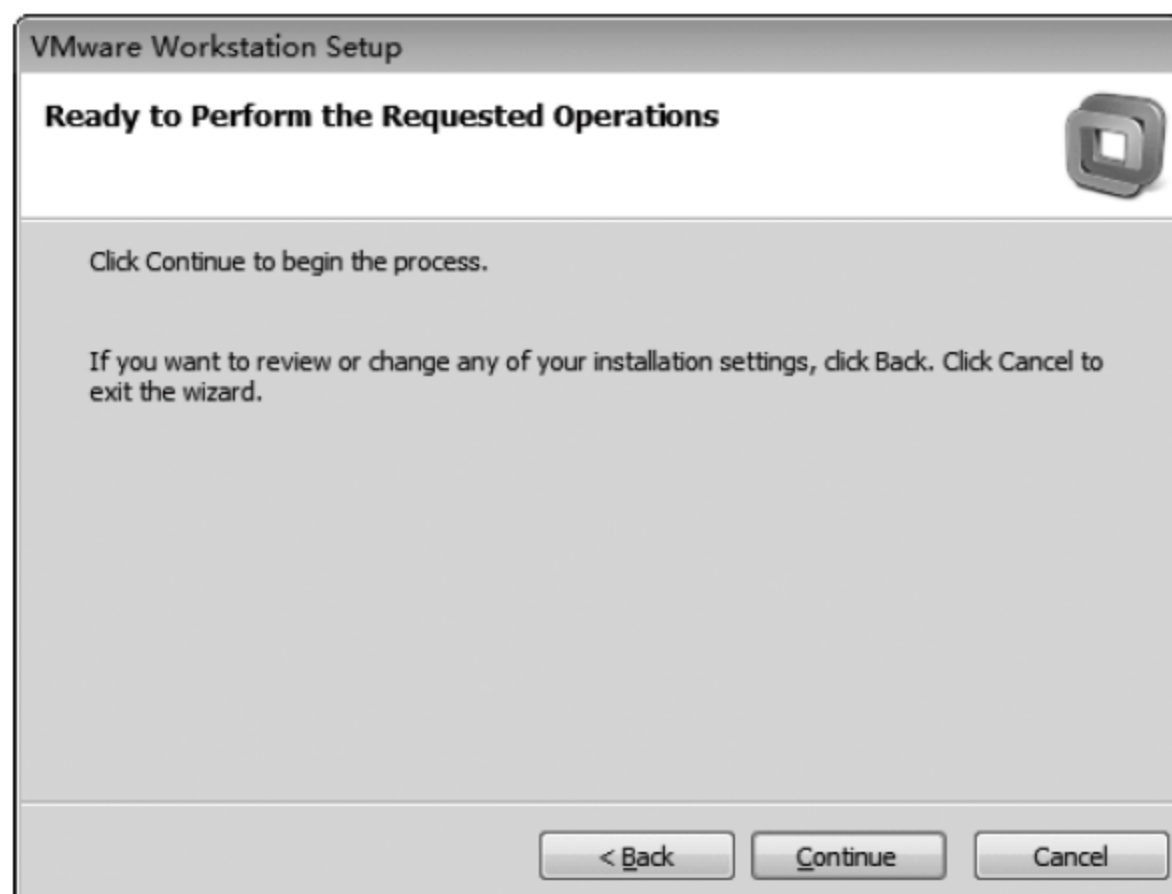 VMware Workstation Setup
Ready to Perform the Requested Operations
Click Continue to begin the process.
If you want to review or change any of your installation settings, click Back. Click Cancel to
exit the wizard.
< Back
Continue
Cancel